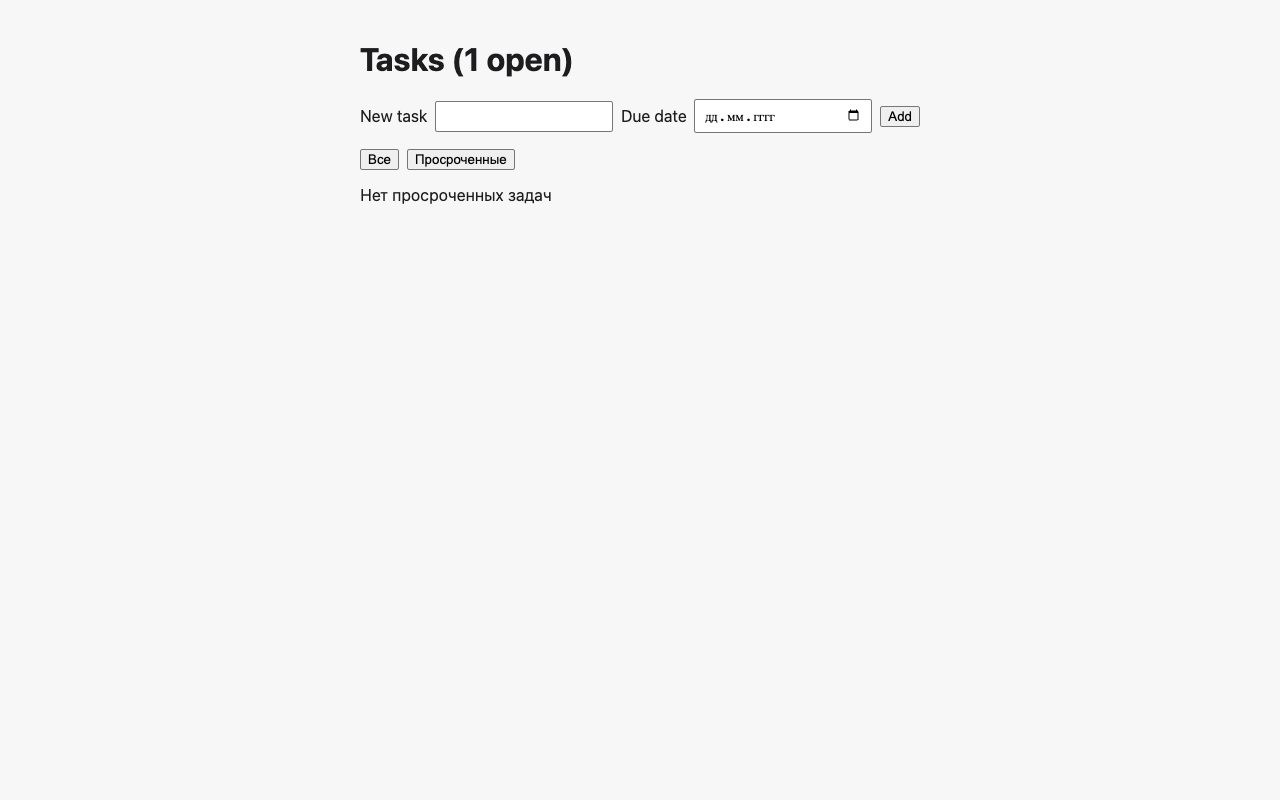 Tasks (1 open)
New task Due date дд.мм.гггг Add
Все Просроченные
Нет просроченных задач